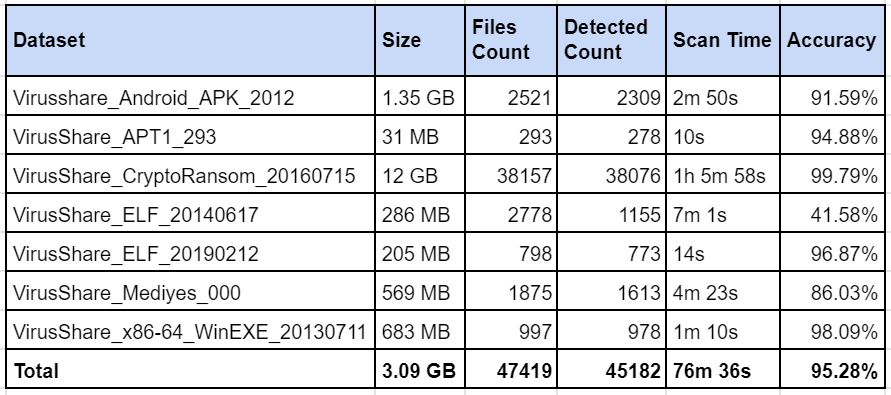 Dataset Size Files Count Detected Count Scan Time Accuracy
Virusshare_Android_APK_2012 1.35 GB 2521 2309 2m 50s 91.59%
VirusShare_APT1_293 31 MB 293 278 10s 94.88%
VirusShare_CryptoRansom_20160715 12 GB 38157 38076 1h 5m 58s 99.79%
VirusShare_ELF_20140617 286 MB 2778 1155 7m 1s 41.58%
VirusShare_ELF_20190212 205 MB 798 773 14s 96.87%
VirusShare_Mediyes_000 569 MB 1875 1613 4m 23s 86.03%
VirusShare_x86-64_WinEXE_20130711 683 MB 997 978 1m 10s 98.09%
Total 3.09 GB 47419 45182 76m 36s 95.28%